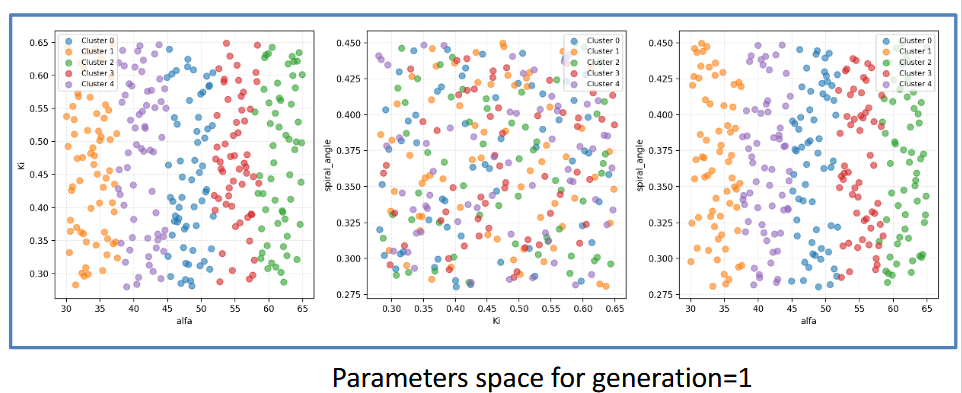 Cluster 0
Cluster 1
Cluster 2
Cluster 3
Cluster 4
0.65
0.60
0.55
0.50
0.45
0.40
0.35
0.30
Ki
30 35 40 45 50 55 60 65
alfa
Cluster 0
Cluster 1
Cluster 2
Cluster 3
Cluster 4
0.450
0.425
0.400
0.375
0.350
0.325
0.300
0.275
spiral_angle
0.30 0.35 0.40 0.45 0.50 0.55 0.60 0.65
Ki
Cluster 0
Cluster 1
Cluster 2
Cluster 3
Cluster 4
0.450
0.425
0.400
0.375
0.350
0.325
0.300
0.275
spiral_angle
30 35 40 45 50 55 60 65
alfa
Parameters space for generation=1